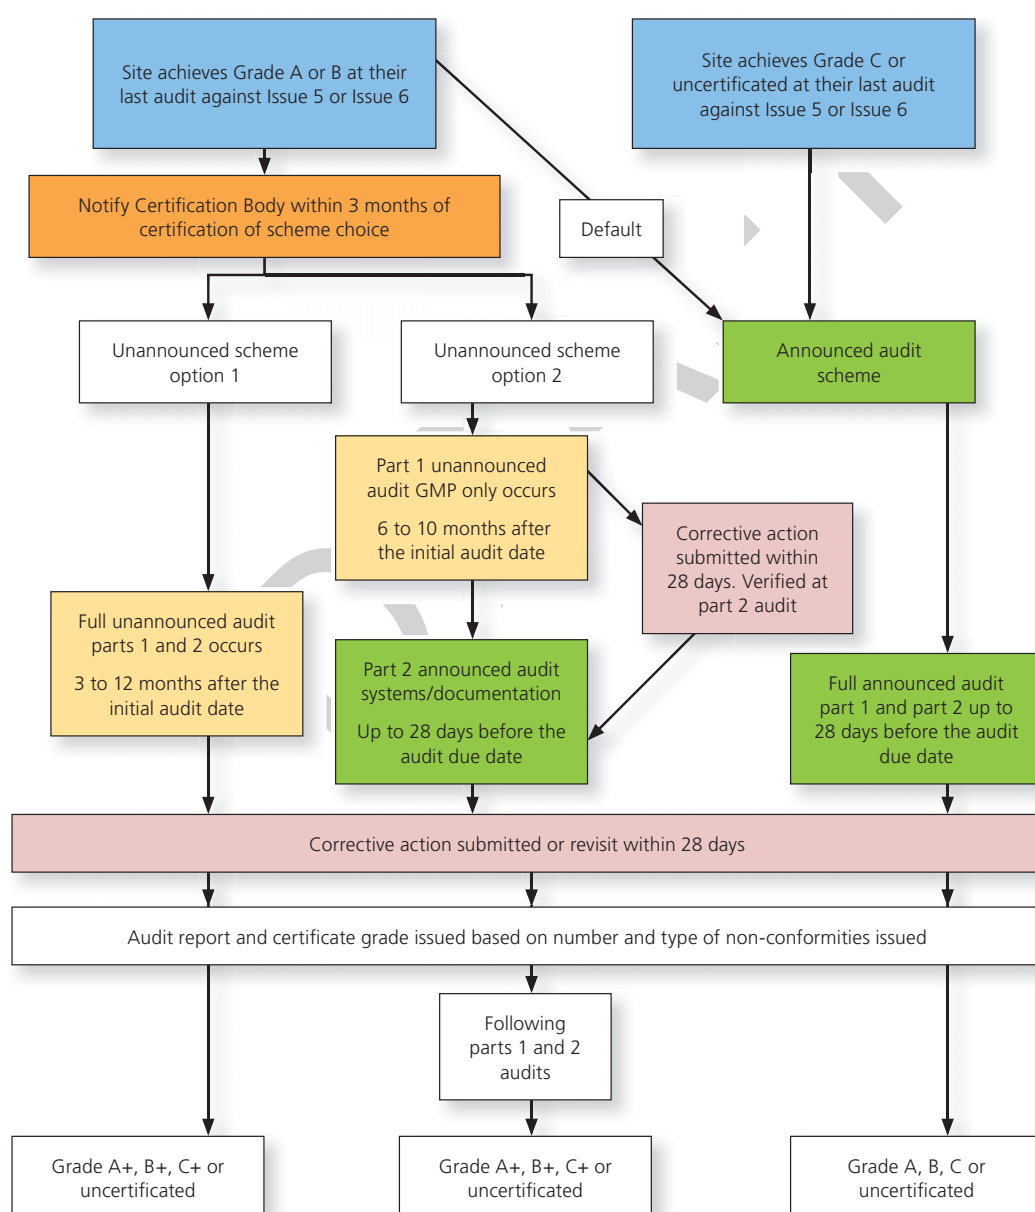 Site achieves Grade A or B at their
last audit against Issue 5 or Issue 6
Site achieves Grade C or
uncertificated at their last audit
against Issue 5 or Issue 6
Notify Certification Body within 3 months of
certification of scheme choice
Default
Unannounced scheme
option 1
Unannounced scheme
option 2
Announced audit
scheme
Part 1 unannounced
audit GMP only occurs
6 to 10 months after
the initial audit date
Corrective action
submitted within
28 days. Verified at
part 2 audit
Full unannounced audit
parts 1 and 2 occurs
3 to 12 months after the
initial audit date
Part 2 announced audit
systems/documentation
Up to 28 days before the
audit due date
Full announced audit
part 1 and part 2 up to
28 days before the audit
due date
Corrective action submitted or revisit within 28 days
Audit report and certificate grade issued based on number and type of non-conformities issued
Following
parts 1 and 2
audits
Grade A+, B+, C+ or
uncertificated
Grade A+, B+, C+ or
uncertificated
Grade A, B, C or
uncertificated